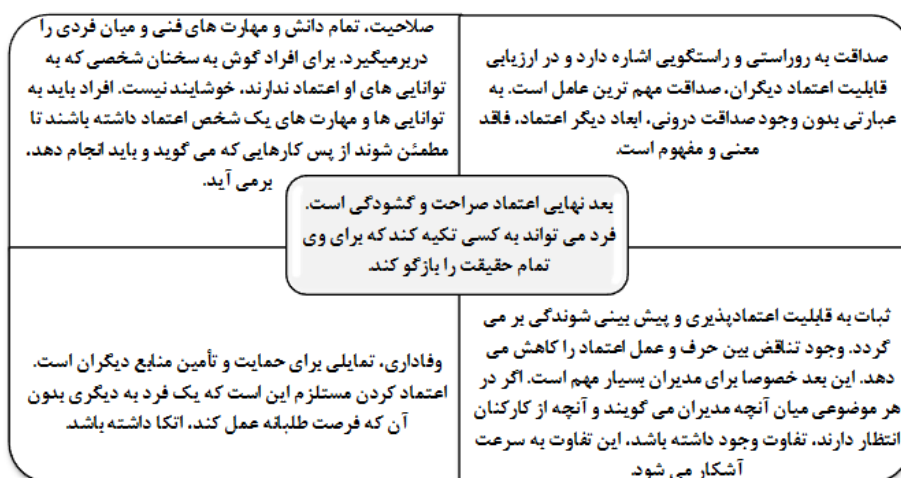 صداقت به روراستی و راستگویی اشاره دارد و در ارزیابی
قابلیت اعتماد دیگران، صداقت مهم ترین عامل است. به
عبارتی بدون وجود صداقت درونی، ابعاد دیگر اعتماد، فاقد
معنی و مفهوم است.
صلاحیت، تمام دانش و مهارت های فنی و میان فردی را
دربرمیگیرد. برای افراد گوش به سخنان شخصی که به
توانایی های او اعتماد ندارند، خوشایند نیست. افراد باید به
توانایی ها و مهارت های یک شخص اعتماد داشته باشند تا
مطمئن شوند از پس کارهایی که می گوید و باید انجام دهد،
برمی آید.
بعد نهایی اعتماد صراحت و گشودگی است.
فرد می تواند به کسی تکیه کند که برای وی
تمام حقیقت را بازگو کند.
ثبات به قابلیت اعتمادپذیری و پیش بینی شوندگی بر می
گردد. وجود تناقض بین حرف و عمل اعتماد را کاهش می
دهد. این بعد خصوصا برای مدیران بسیار مهم است. اگر در
هر موضوعی میان آنچه مدیران می گویند و آنچه از کارکنان
انتظار دارند، تفاوت وجود داشته باشد، این تفاوت به سرعت
آشکار می شود.
وفاداری، تمایلی برای حمایت و تأمین منابع دیگران است.
اعتماد کردن مستلزم این است که یک فرد به دیگری بدون
آن که فرصت طلبانه عمل کند، اتکا داشته باشد.